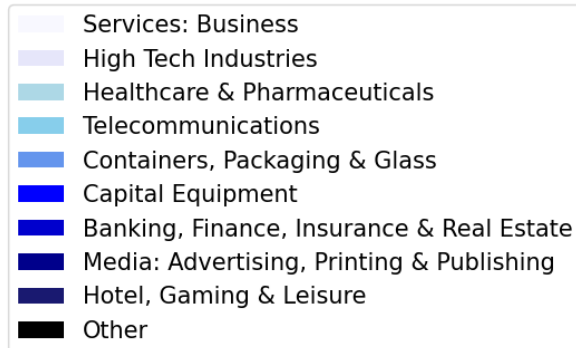 Services: Business
High Tech Industries
Healthcare & Pharmaceuticals
Telecommunications
Containers, Packaging & Glass
Capital Equipment
Banking, Finance, Insurance & Real Estate
Media: Advertising, Printing & Publishing
Hotel, Gaming & Leisure
Other